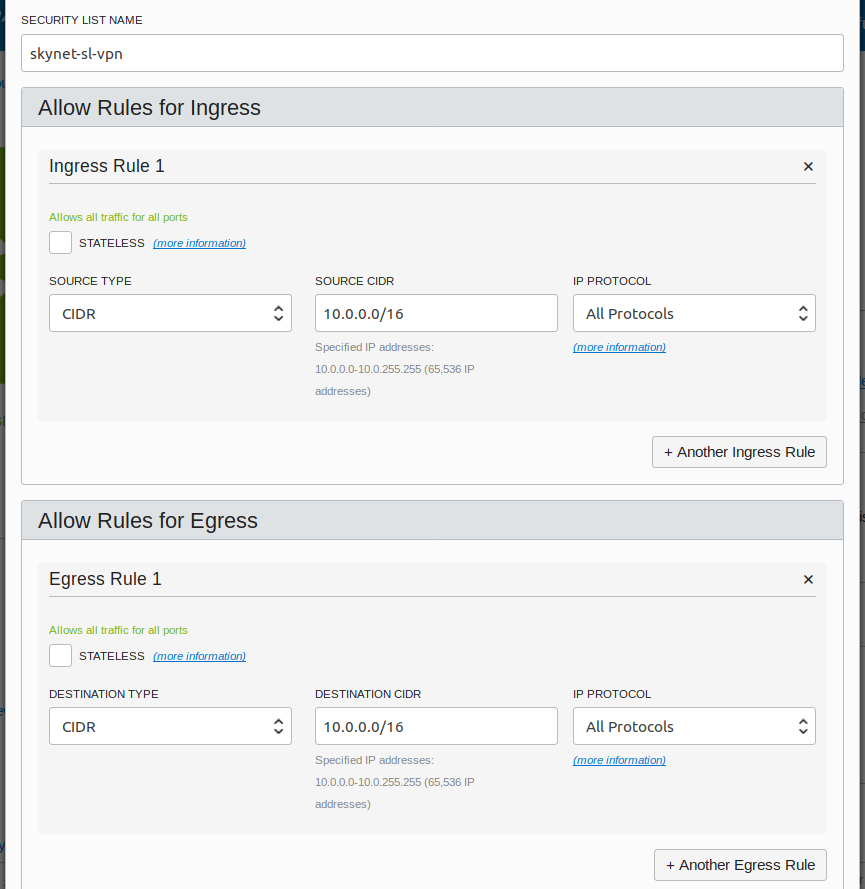 SECURITY LIST NAME
skynet-sl-vpn
Allow Rules for Ingress
Ingress Rule 1 ×
Allows all traffic for all ports
STATELESS (more information)
SOURCE TYPE SOURCE CIDR IP PROTOCOL
CIDR 10.0.0.0/16 All Protocols
Specified IP addresses: (more information)
10.0.0.0-10.0.255.255 (65,536 IP
addresses)
+ Another Ingress Rule
Allow Rules for Egress
Egress Rule 1 ×
Allows all traffic for all ports
STATELESS (more information)
DESTINATION TYPE DESTINATION CIDR IP PROTOCOL
CIDR 10.0.0.0/16 All Protocols
Specified IP addresses: (more information)
10.0.0.0-10.0.255.255 (65,536 IP
addresses)
+ Another Egress Rule